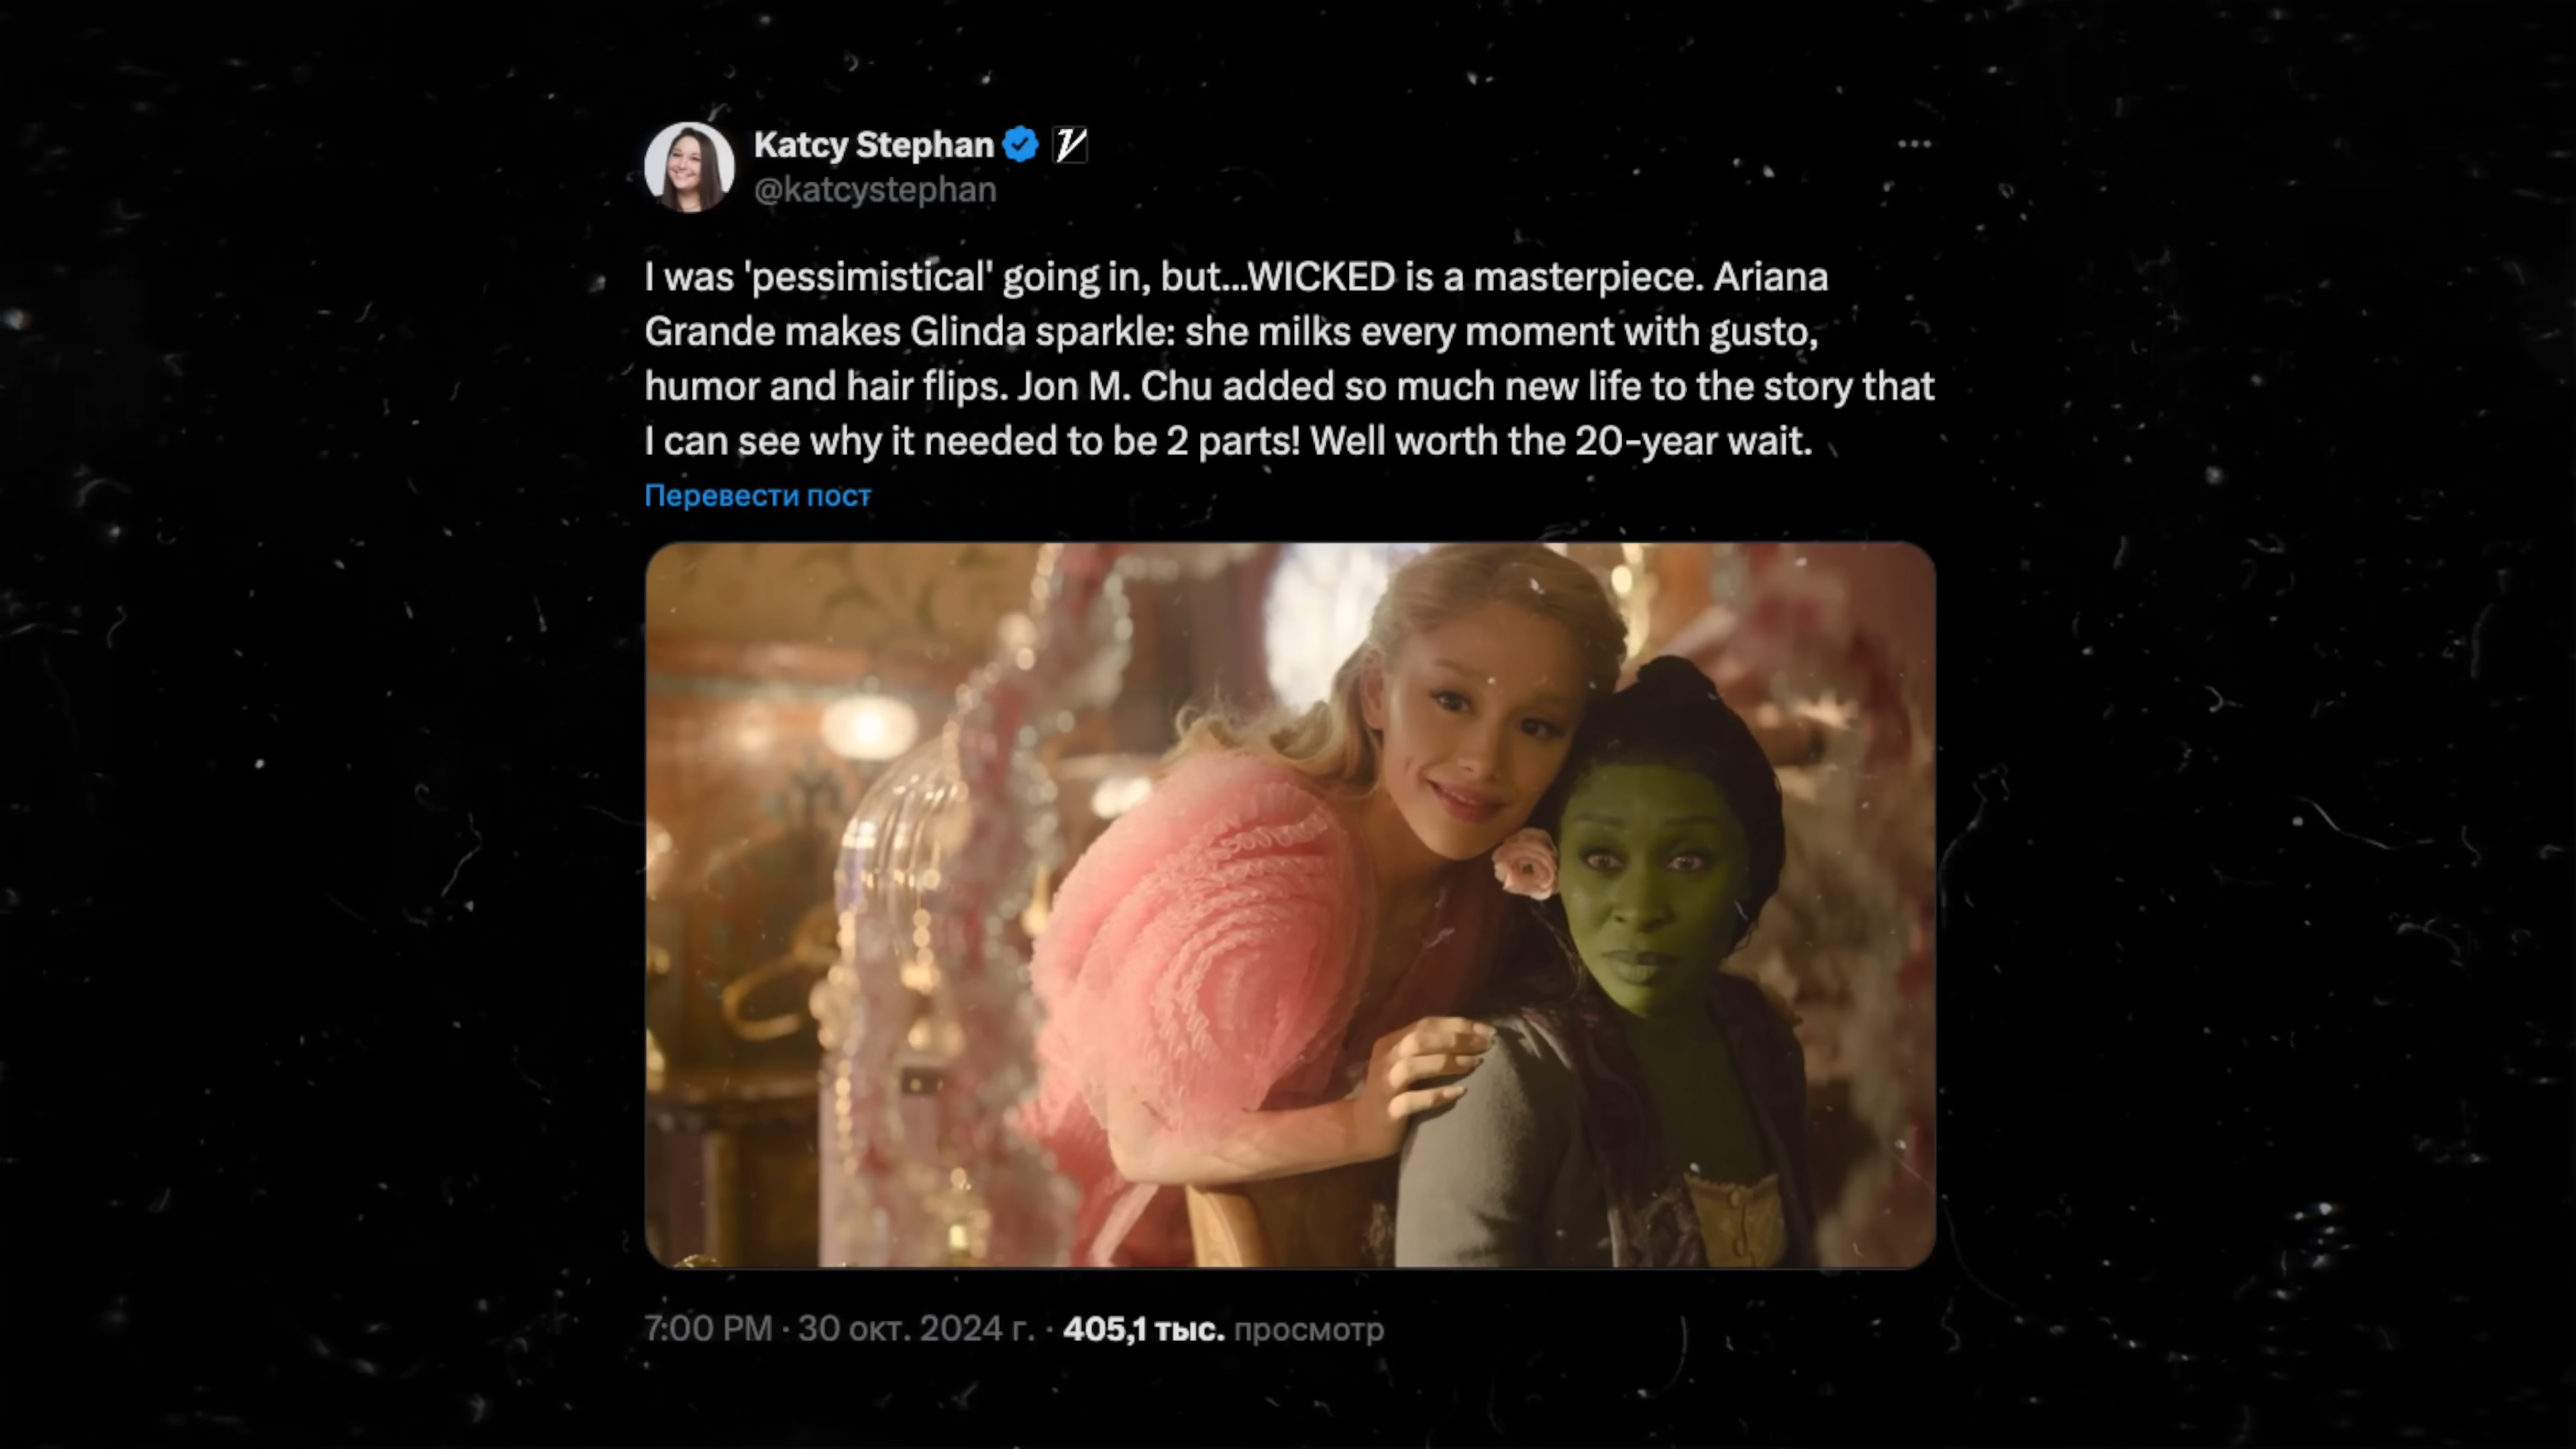 Katcy Stephan
@katcystephan
I was 'pessimistical' going in, but...WICKED is a masterpiece. Ariana
Grande makes Glinda sparkle: she milks every moment with gusto,
humor and hair flips. Jon M. Chu added so much new life to the story that
I can see why it needed to be 2 parts! Well worth the 20-year wait.
Перевести пост
7:00 PM · 30 окт. 2024 г. · 405,1 тыс. просмотр